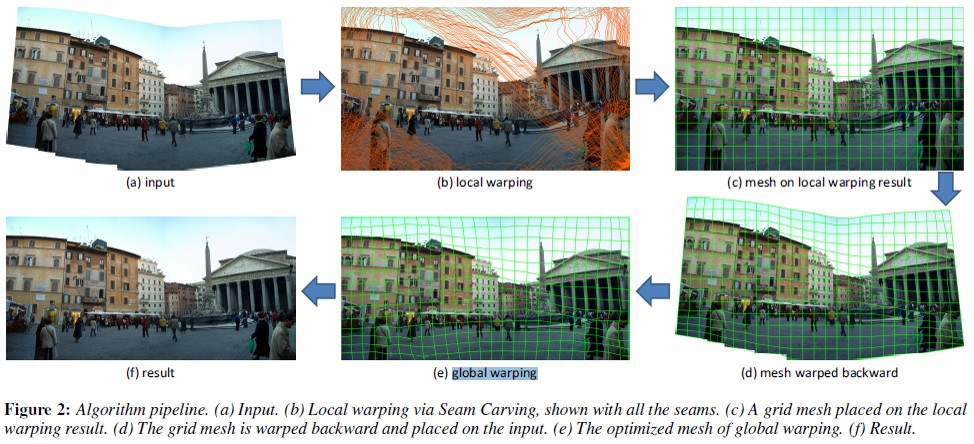 (a) input
(b) local warping
(c) mesh on local warping result
(f) result
(e) global warping
(d) mesh warped backward
Figure 2: Algorithm pipeline. (a) Input. (b) Local warping via Seam Carving, shown with all the seams. (c) A grid mesh placed on the local
warping result. (d) The grid mesh is warped backward and placed on the input. (e) The optimized mesh of global warping. (f) Result.